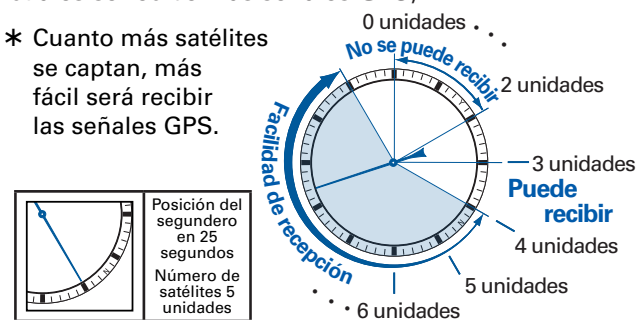 0 unidades
∗ Cuanto más satélites
se captan, más
fácil será recibir
las señales GPS.
No se puede recibir
2 unidades
3 unidades
Puede
recibir
4 unidades
5 unidades
6 unidades
Facilidad de recepción
Posición del
segundero
en 25
segundos
Número de
satélites 5
unidades